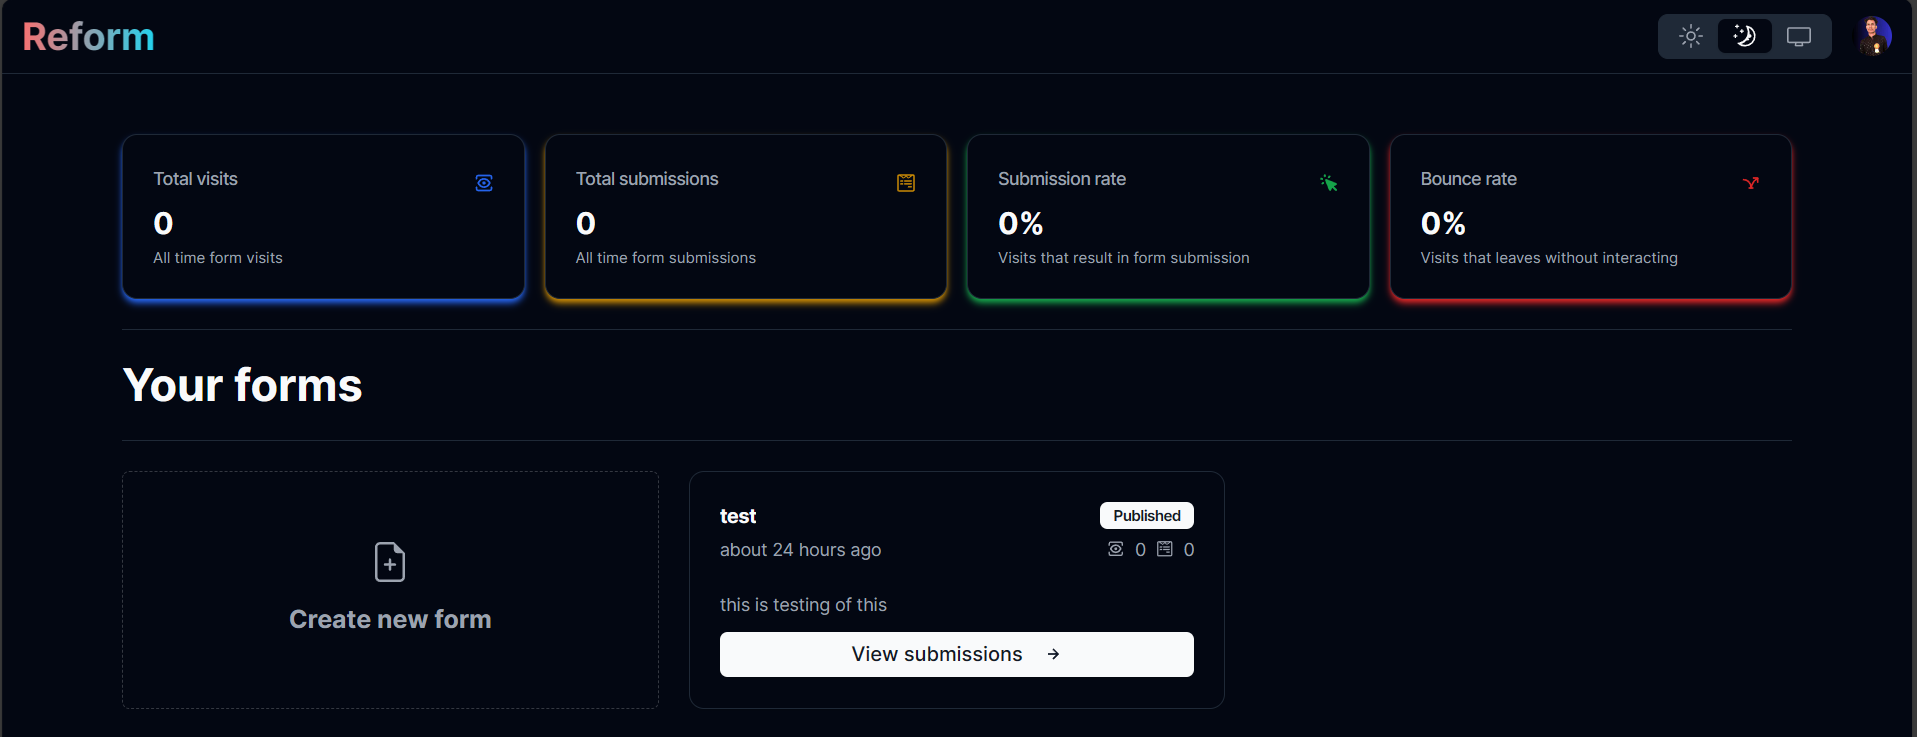 Reform
Total visits
0
All time form visits
Total submissions
0
All time form submissions
Submission rate
0%
Visits that result in form submission
Bounce rate
0%
Visits that leaves without interacting
Your forms
Create new form
test
Published
about 24 hours ago
0 0
this is testing of this
View submissions →